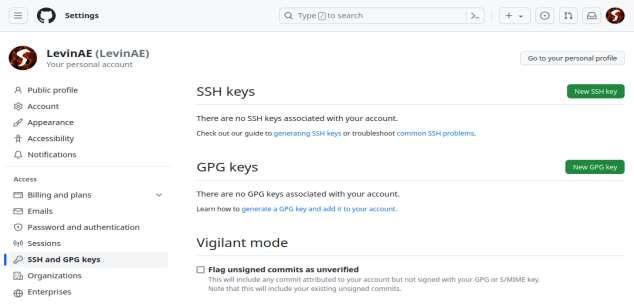 Settings
Type / to search
LevinAE (LevinAE)
Your personal account
Go to your personal profile
Public profile
Account
Appearance
Accessibility
Notifications
Access
Billing and plans
Emails
Password and authentication
Sessions
SSH and GPG keys
Organizations
Enterprises
SSH keys
New SSH key
There are no SSH keys associated with your account.
Check out our guide to generating SSH keys or troubleshoot common SSH problems.
GPG keys
New GPG key
There are no GPG keys associated with your account.
Learn how to generate a GPG key and add it to your account.
Vigilant mode
Flag unsigned commits as unverified
This will include any commit attributed to your account but not signed with your GPG or S/MIME key.
Note that this will include your existing unsigned commits.